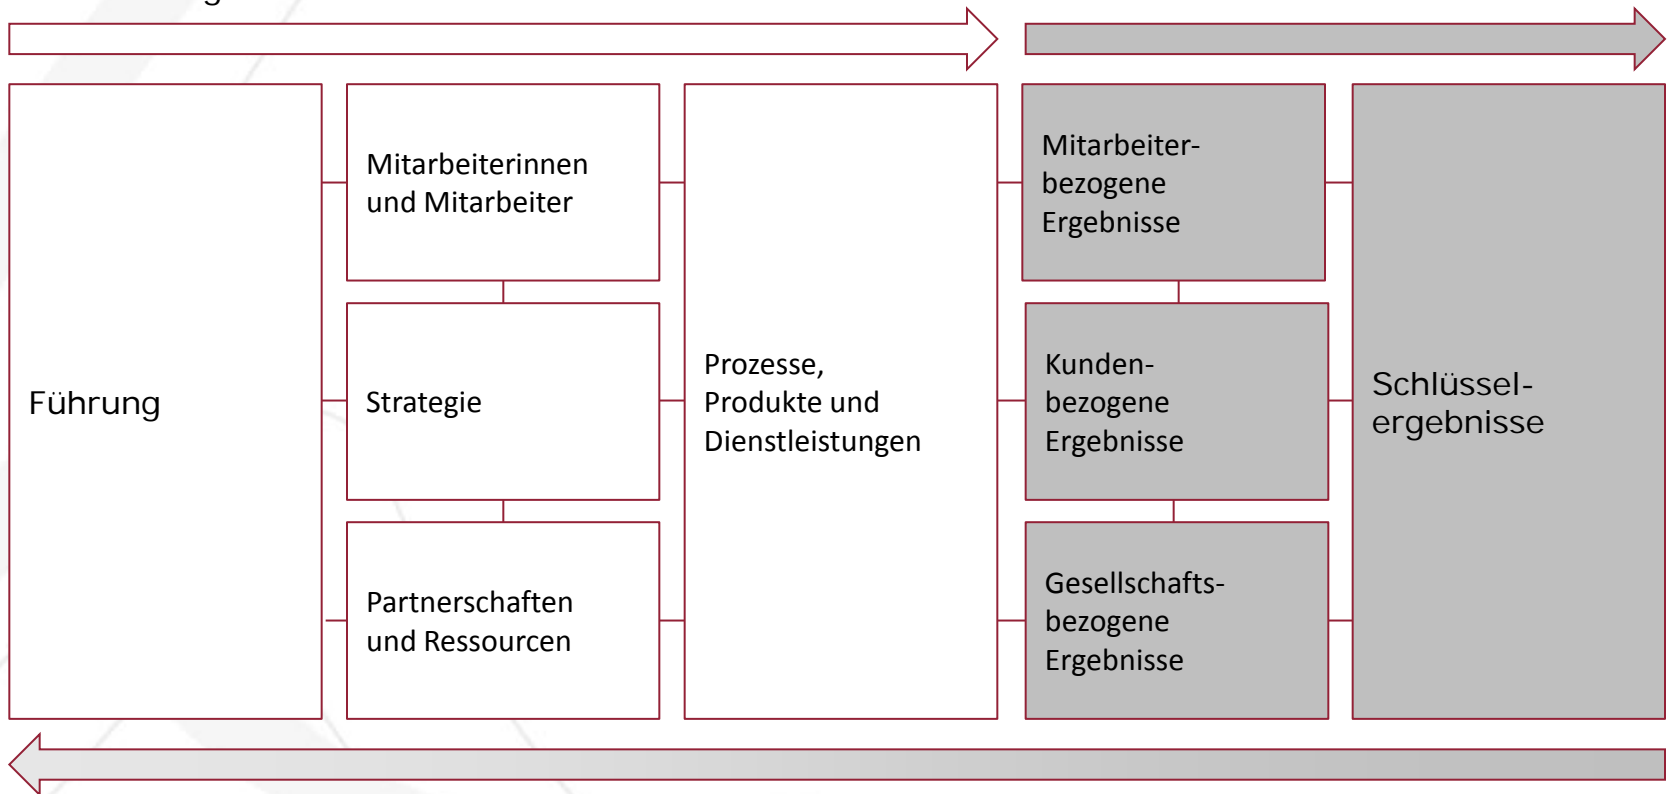 Mitarbeiterinnen
und Mitarbeiter
Mitarbeiter-
bezogene
Ergebnisse
Führung
Strategie
Prozesse,
Produkte und
Dienstleistungen
Kunden-
bezogene
Ergebnisse
Schlüssel-
ergebnisse
Partnerschaften
und Ressourcen
Gesellschafts-
bezogene
Ergebnisse